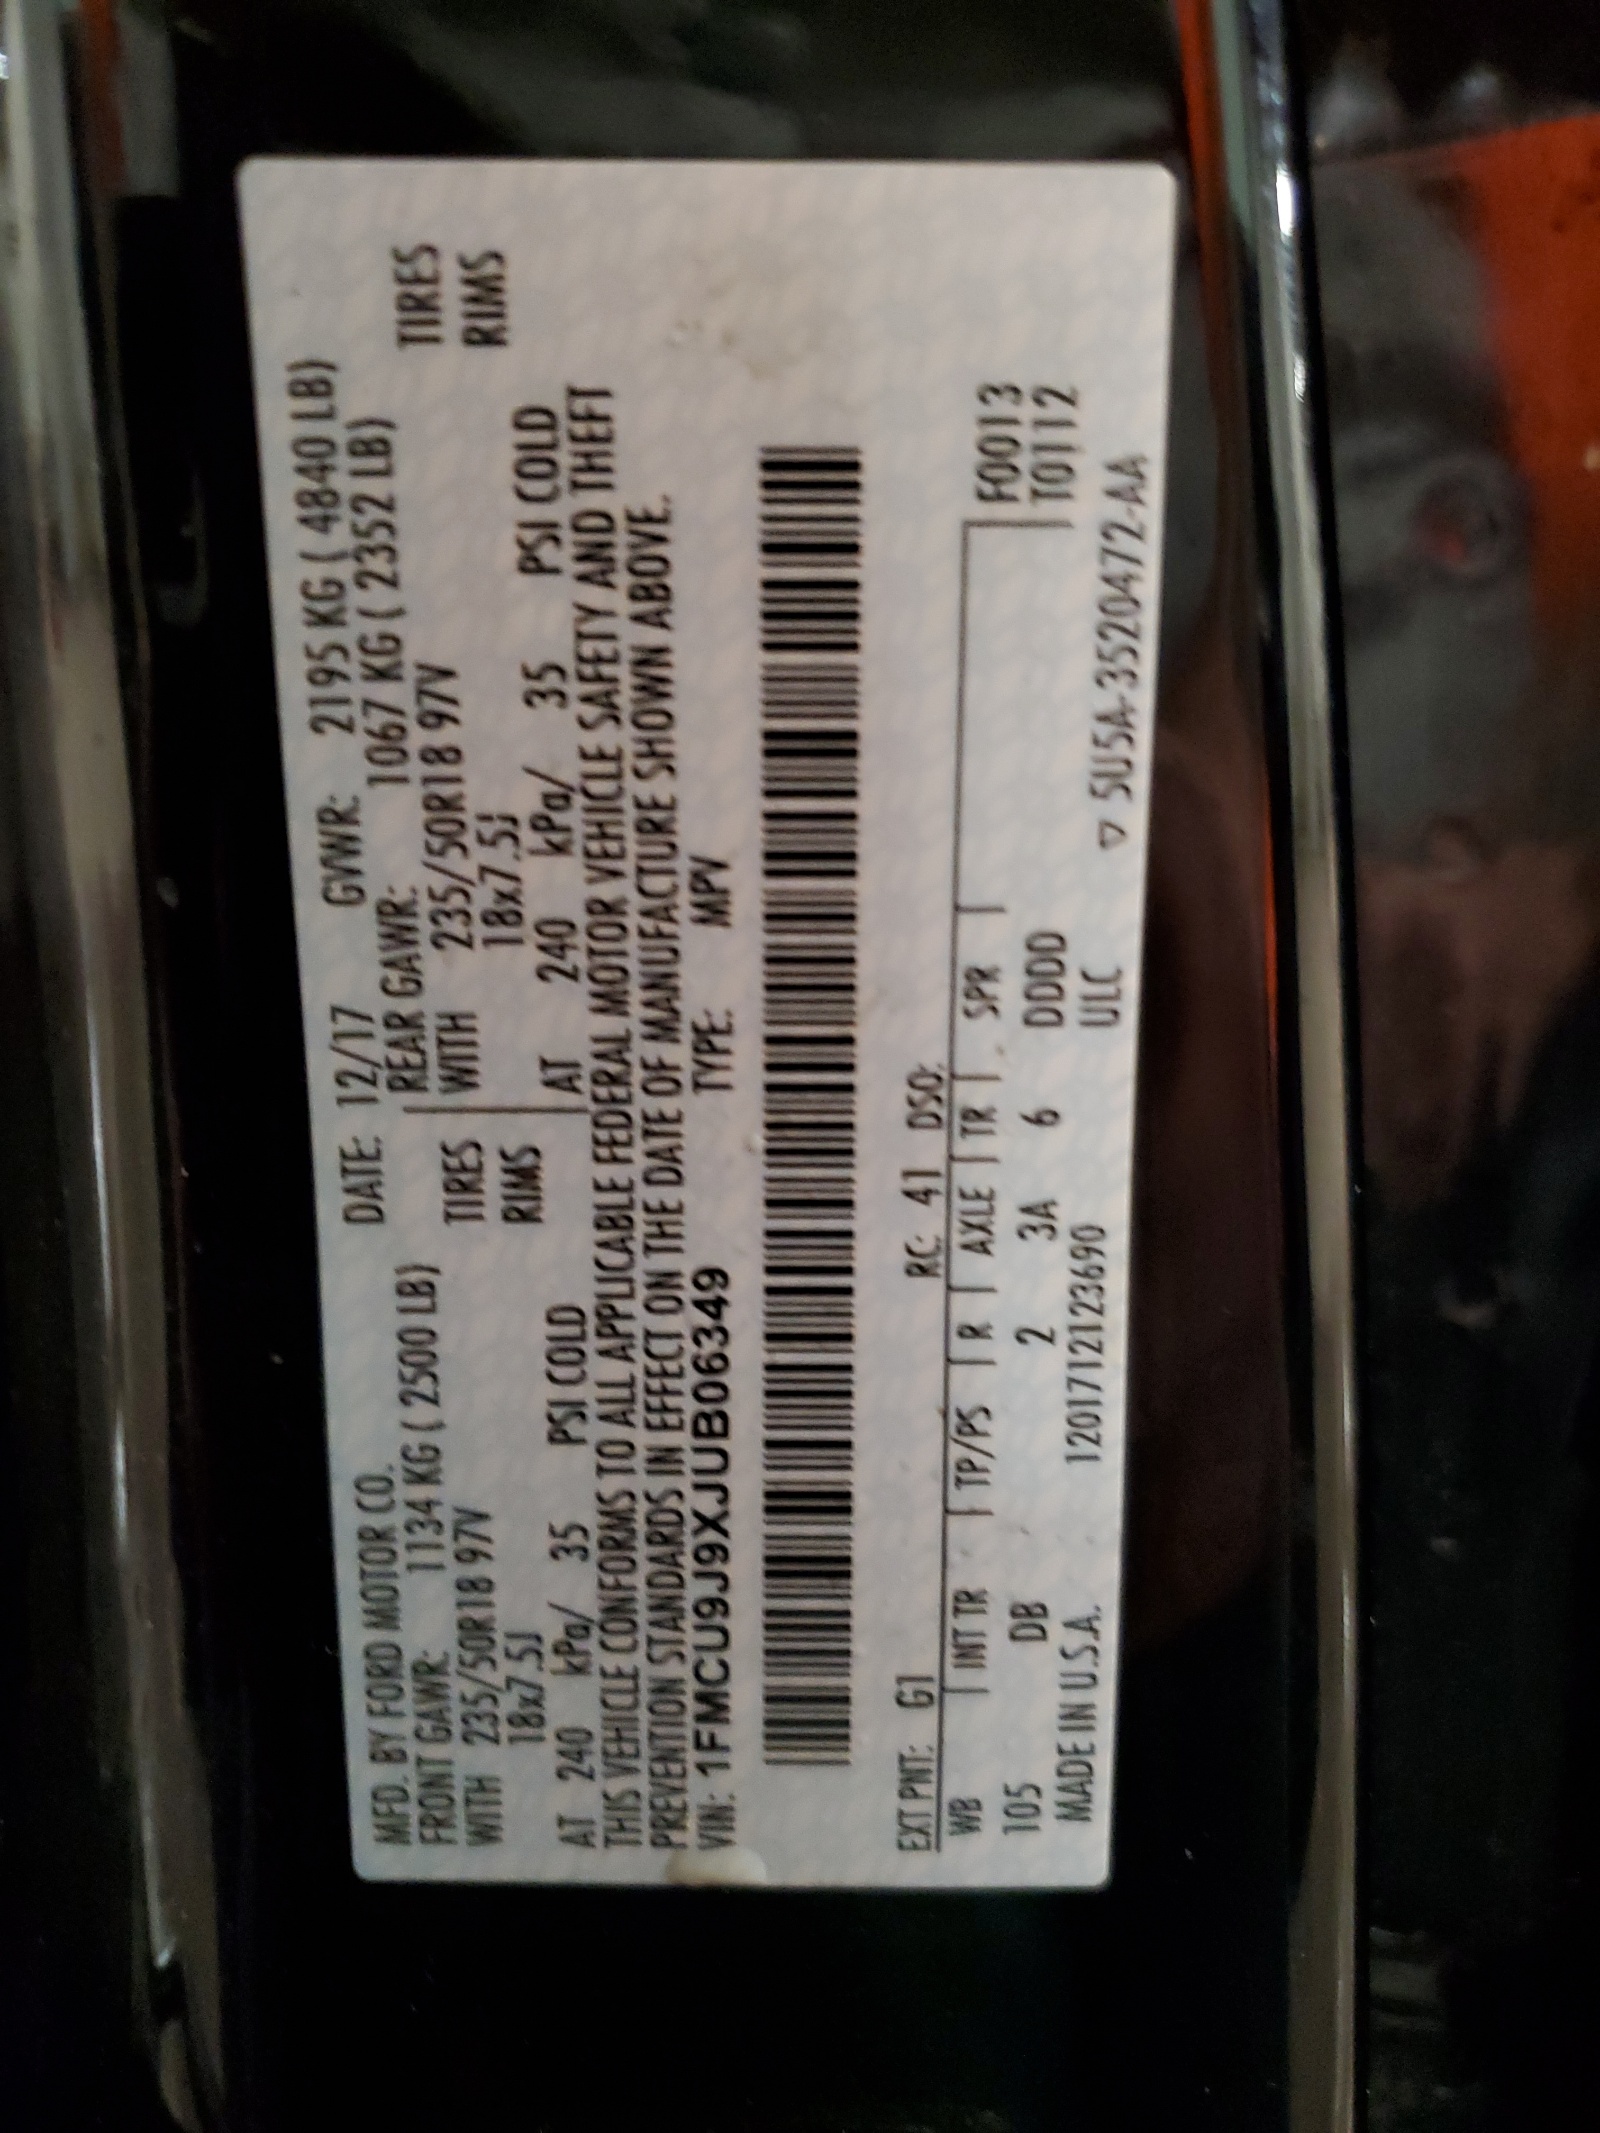 MFD. BY FORD MOTOR CO. DATE: 12/17 GVWR: 2195 KG ( 4840 LB)
FRONT GAWR: 1134 KG ( 2500 LB) REAR GAWR: 1067 KG ( 2352 LB)
WITH 235/50R18 97V TIRES WITH 235/50R18 97V TIRES
18x7.5J RIMS 18x7.5J RIMS
AT 240 kPa/ 35 PSI COLD AT 240 kPa/ 35 PSI COLD
THIS VEHICLE CONFORMS TO ALL APPLICABLE FEDERAL MOTOR VEHICLE SAFETY AND THEFT
PREVENTION STANDARDS IN EFFECT ON THE DATE OF MANUFACTURE SHOWN ABOVE.
VIN: 1FMCU9J9XJUB06349 TYPE: MPV
EXT PNT: G1 RC: 41 DSO:
WB INT TR TP/PS R AXLE TR SPR F0013
105 DB 2 3A 6 DDDD T0112
MADE IN U.S.A. 1201712123690 ULC
▽ 5U5A-3520472-AA